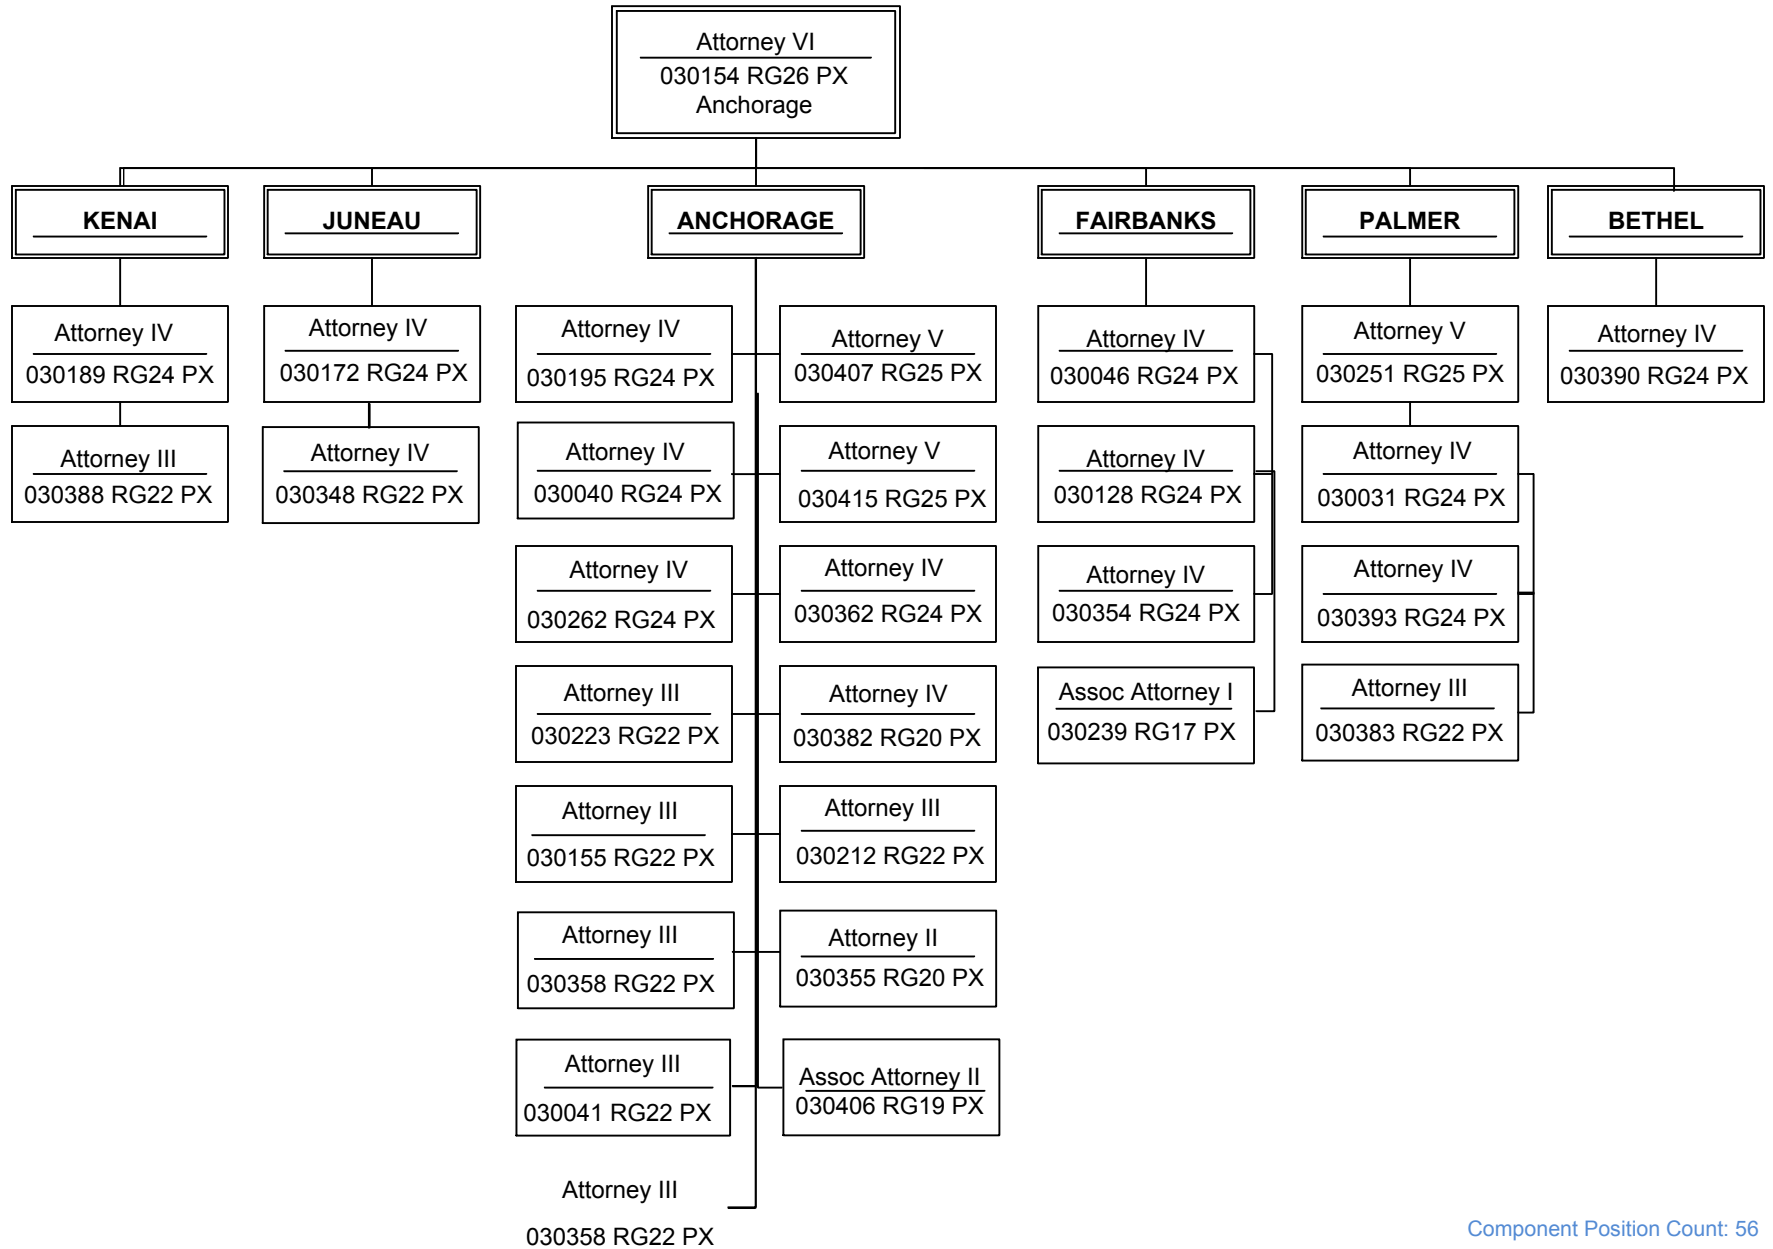 Attorney VI
030154 RG26 PX
Anchorage
KENAI
JUNEAU
ANCHORAGE
FAIRBANKS
PALMER
BETHEL
Attorney IV
030189 RG24 PX
Attorney III
030388 RG22 PX
Attorney IV
030172 RG24 PX
Attorney IV
030348 RG22 PX
Attorney IV
030195 RG24 PX
Attorney IV
030040 RG24 PX
Attorney IV
030262 RG24 PX
Attorney III
030223 RG22 PX
Attorney III
030155 RG22 PX
Attorney III
030358 RG22 PX
Attorney III
030041 RG22 PX
Attorney III
030358 RG22 PX
Attorney V
030407 RG25 PX
Attorney V
030415 RG25 PX
Attorney IV
030362 RG24 PX
Attorney IV
030382 RG20 PX
Attorney III
030212 RG22 PX
Attorney II
030355 RG20 PX
Assoc Attorney II
030406 RG19 PX
Attorney IV
030046 RG24 PX
Attorney IV
030128 RG24 PX
Attorney IV
030354 RG24 PX
Assoc Attorney I
030239 RG17 PX
Attorney V
030251 RG25 PX
Attorney IV
030031 RG24 PX
Attorney IV
030393 RG24 PX
Attorney III
030383 RG22 PX
Attorney IV
030390 RG24 PX
Component Position Count: 56